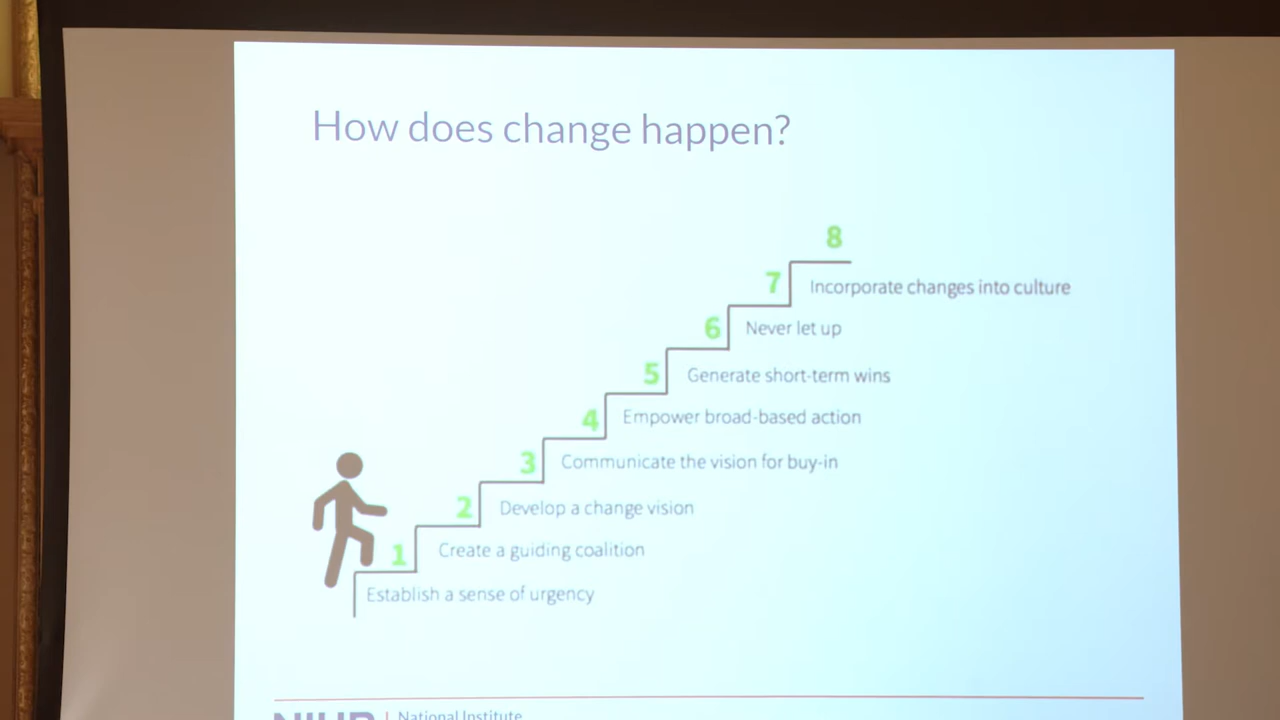 How does change happen?
8
7 Incorporate changes into culture
6 Never let up
5 Generate short-term wins
4 Empower broad-based action
3 Communicate the vision for buy-in
2 Develop a change vision
1 Create a guiding coalition
Establish a sense of urgency
NIHR | National Institute